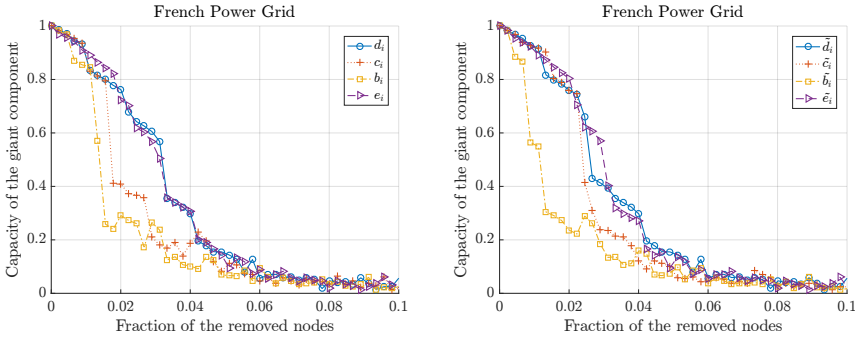 French Power Grid
Capacity of the giant component
1
0.8
0.6
0.4
0.2
0
0 0.02 0.04 0.06 0.08 0.1
Fraction of the removed nodes
d_i
c_i
b_i
e_i
French Power Grid
Capacity of the giant component
1
0.8
0.6
0.4
0.2
0
0 0.02 0.04 0.06 0.08 0.1
Fraction of the removed nodes
d̃_i
c̃_i
b̃_i
ẽ_i